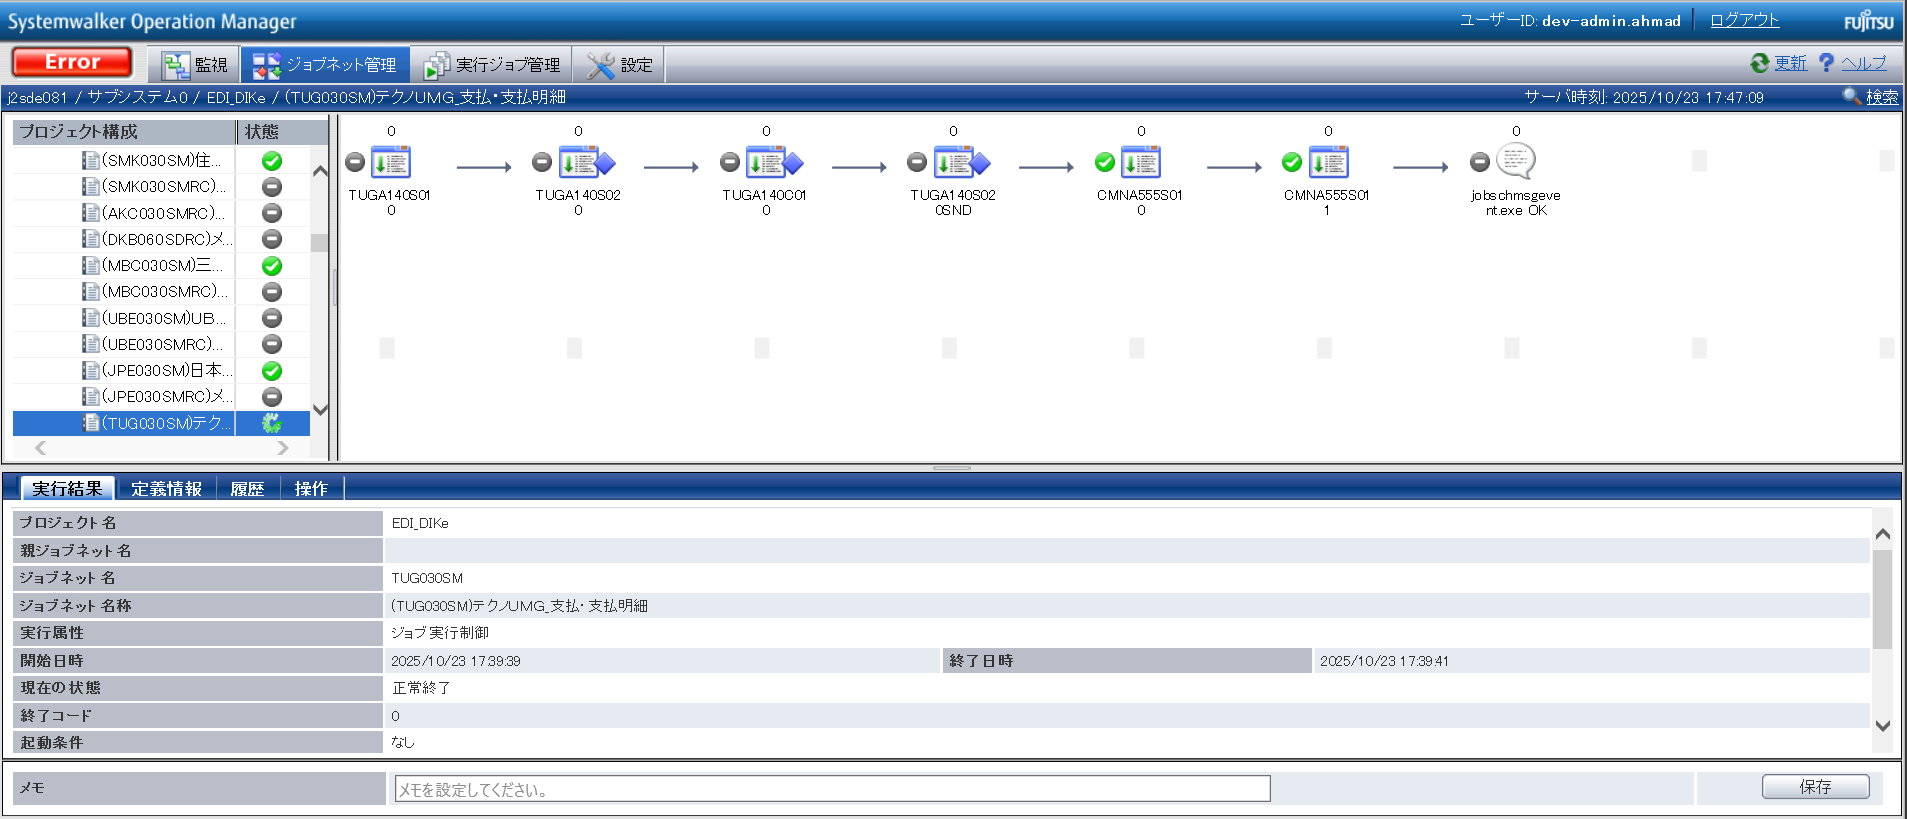 Systemwalker Operation Manager
ユーザーID: dev-admin.ahmad
ログアウト
FUJITSU
Error
監視
ジョブネット管理
実行ジョブ管理
設定
更新
ヘルプ
j2sde081 / サブシステム0 / EDI_DIKe / (TUG030SM)テクノUMG_支払・支払明細
サーバ時刻: 2025/10/23 17:47:09
検索
プロジェクト構成
状態
(SMK030SM)住...
(SMK030SMRC)...
(AKC030SMRC)...
(DKB060SDRC)メ...
(MBC030SM)三...
(MBC030SMRC)...
(UBE030SM)UB...
(UBE030SMRC)...
(JPE030SM)日本...
(JPE030SMRC)メ...
(TUG030SM)テク...
0 0 0 0 0 0 0
TUGA140S01
0
TUGA140S02
0
TUGA140C01
0
TUGA140S02
0SND
CMNA555S01
0
CMNA555S01
1
jobschmsgeve
nt.exe OK
実行結果
定義情報
履歴
操作
プロジェクト名 EDI_DIKe
親ジョブネット名
ジョブネット名 TUG030SM
ジョブネット名称 (TUG030SM)テクノUMG_支払・支払明細
実行属性 ジョブ実行制御
開始日時 2025/10/23 17:39:39 終了日時 2025/10/23 17:39:41
現在の状態 正常終了
終了コード 0
起動条件 なし
メモ メモを設定してください。 保存